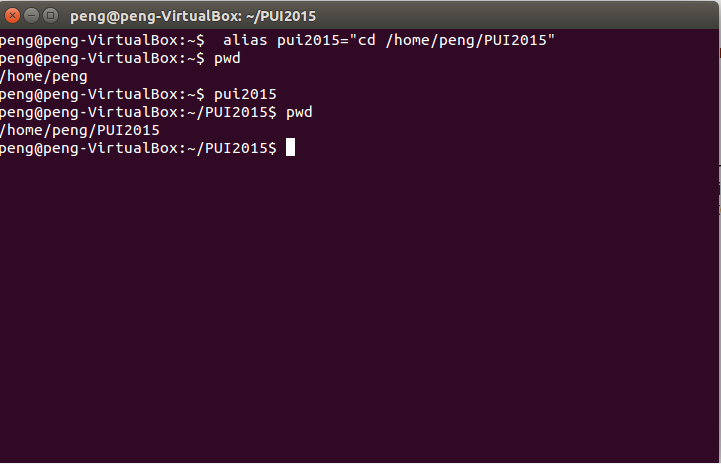 peng@peng-VirtualBox: ~/PUI2015
peng@peng-VirtualBox:~$  alias pui2015="cd /home/peng/PUI2015"
peng@peng-VirtualBox:~$ pwd
/home/peng
peng@peng-VirtualBox:~$ pui2015
peng@peng-VirtualBox:~/PUI2015$ pwd
/home/peng/PUI2015
peng@peng-VirtualBox:~/PUI2015$